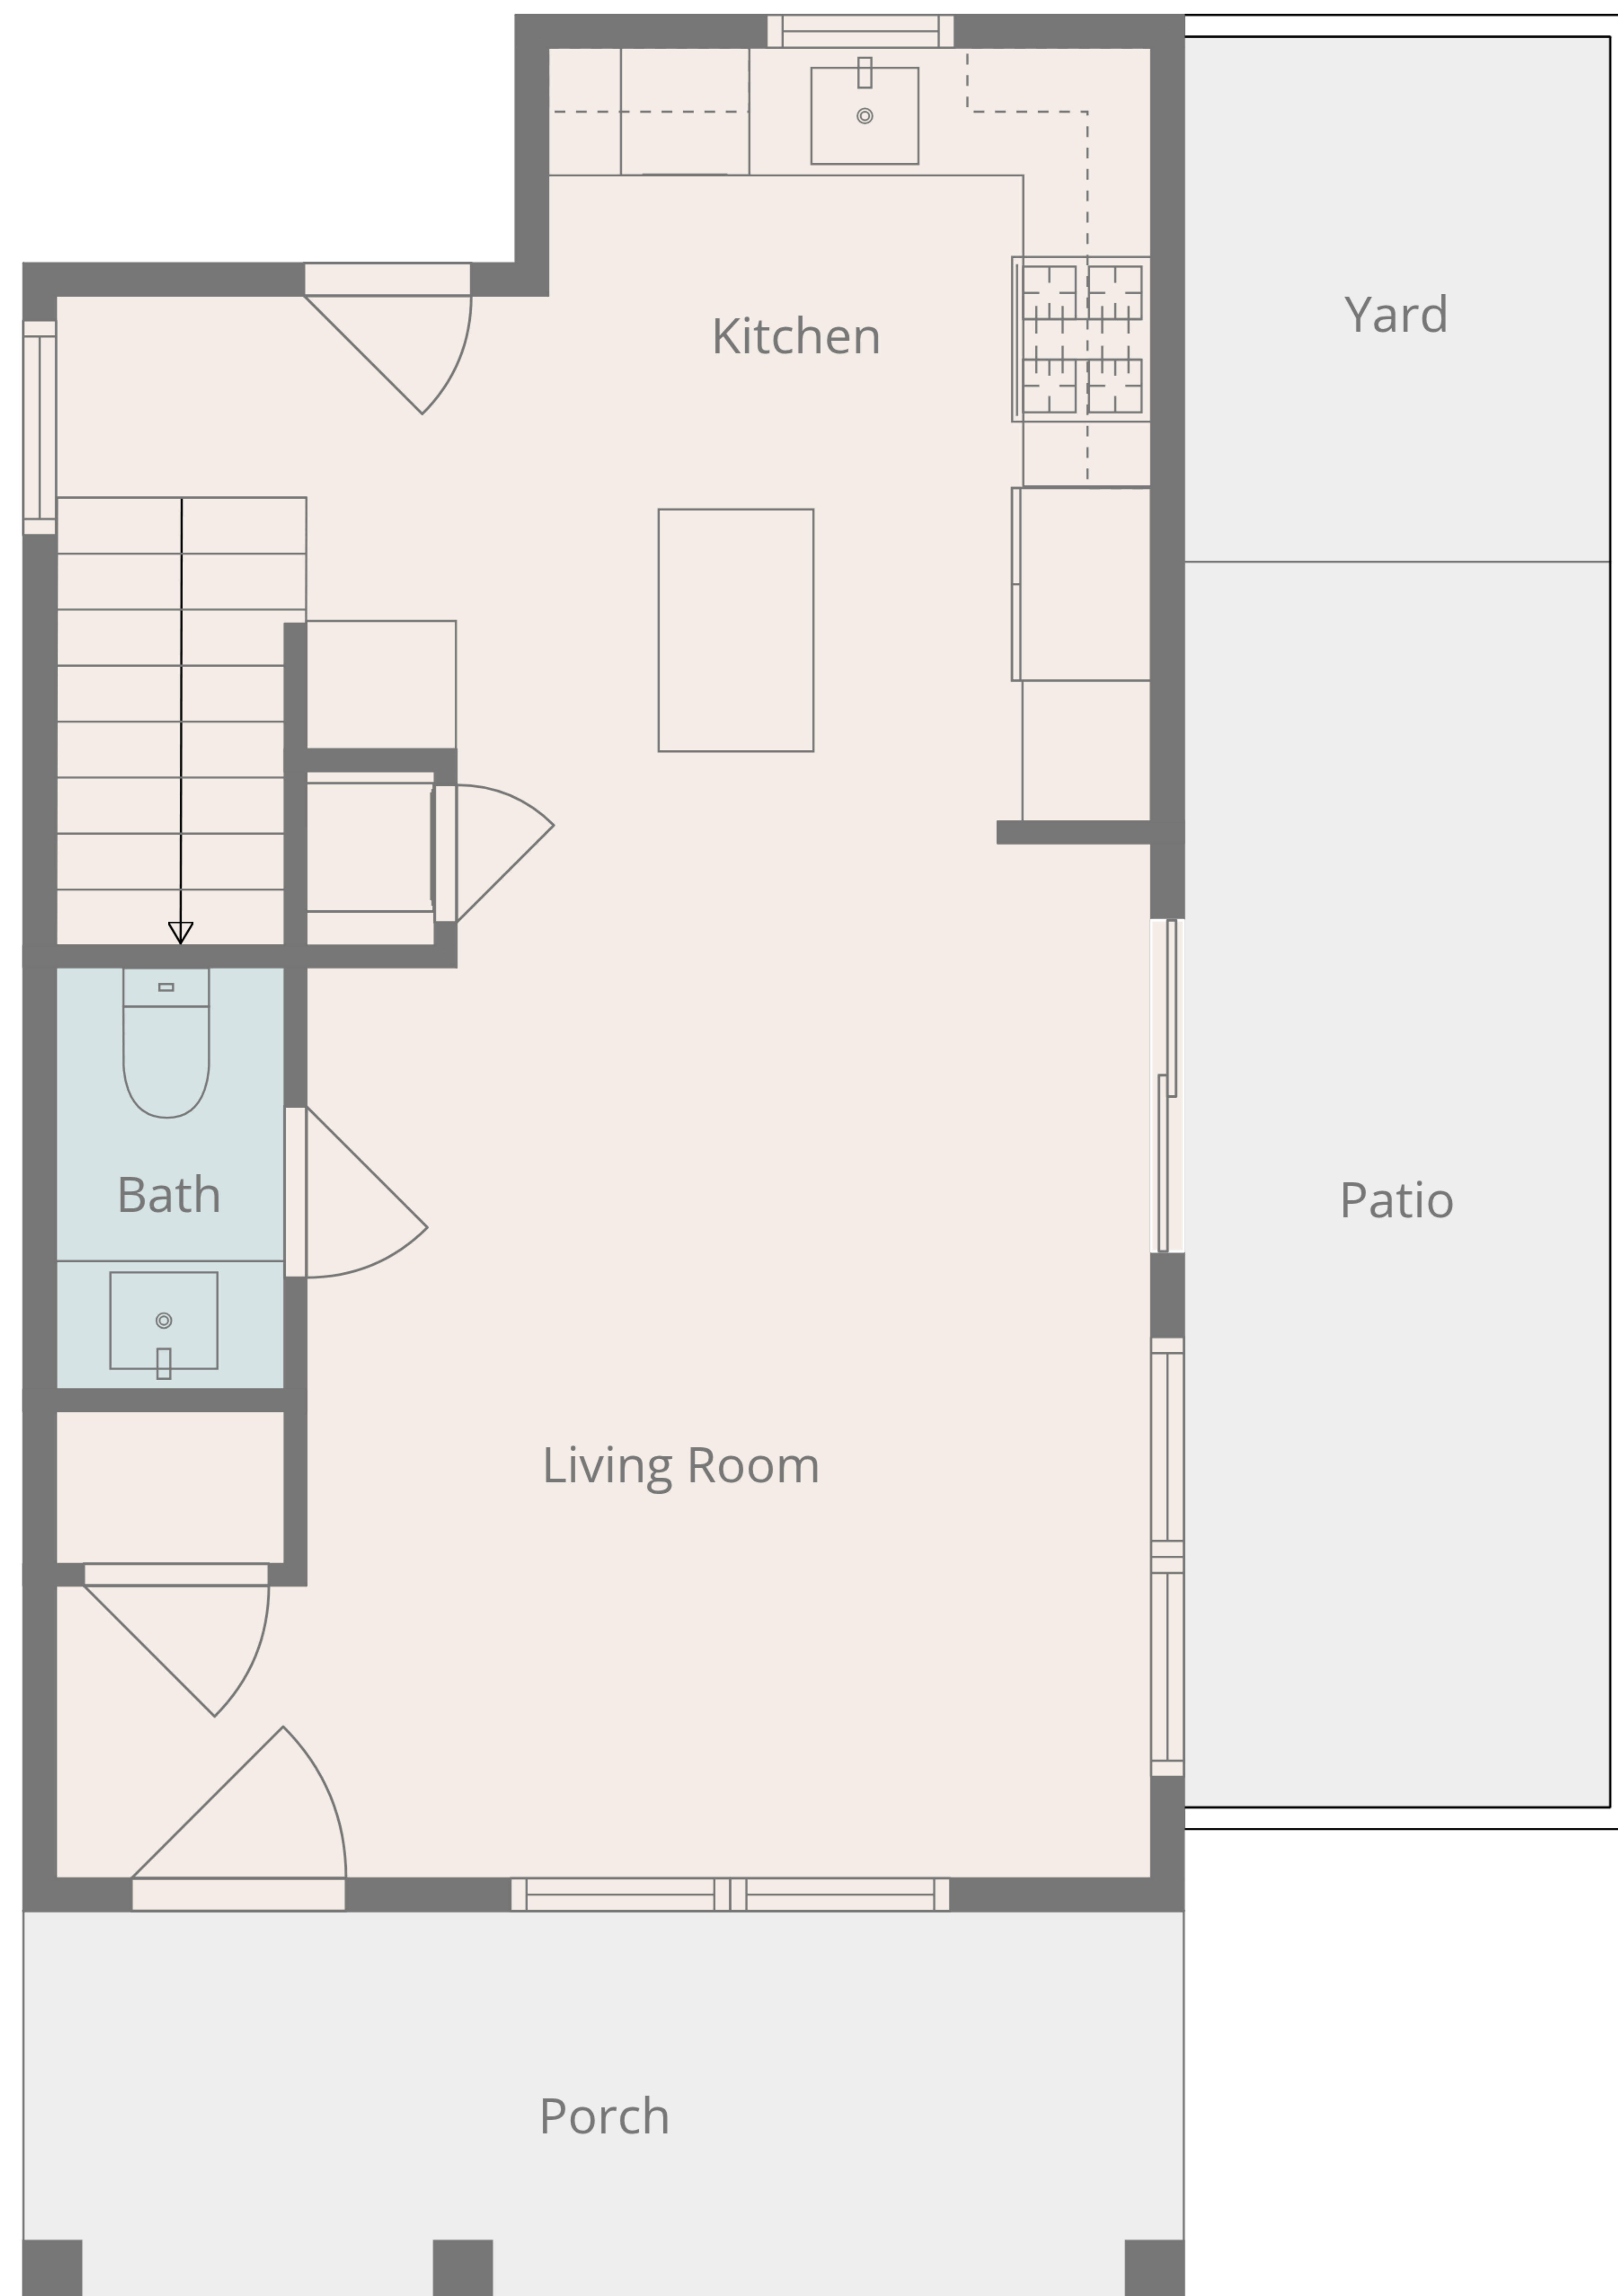 Yard
Kitchen
Bath
Patio
Living Room
Porch